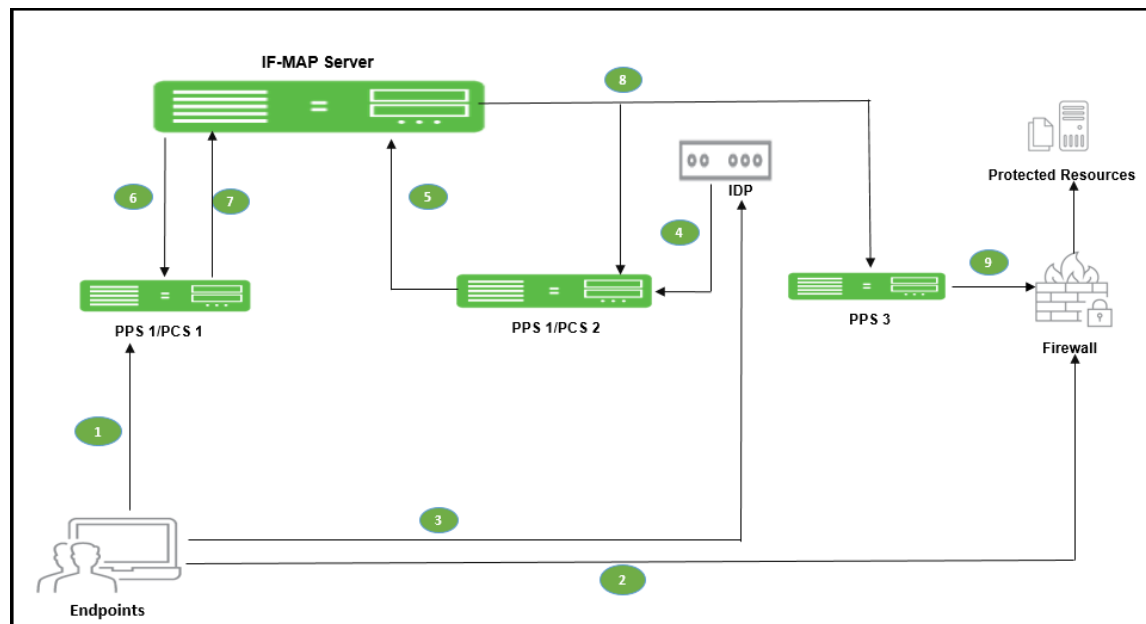 IF-MAP Server
8
Protected Resources
IDP
6
7
5
4
9
PPS 1/PCS 1
PPS 1/PCS 2
PPS 3
Firewall
1
3
2
Endpoints